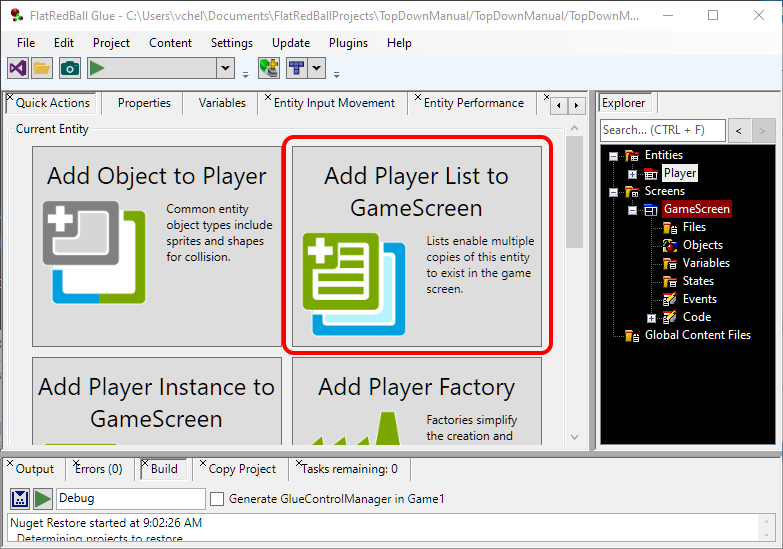 FlatRedBall Glue - C:\Users\vchel\Documents\FlatRedBallProjects\TopDownManual/TopDownManual/TopDownM...
File Edit Project Content Settings Update Plugins Help
Quick Actions Properties Variables Entity Input Movement Entity Performance
Current Entity
Add Object to Player
Common entity
object types include
sprites and shapes
for collision.
Add Player List to
GameScreen
Lists enable multiple
copies of this entity
to exist in the game
screen.
Add Player Instance to
GameScreen
Add Player Factory
Factories simplify
the creation and
Explorer
Search... (CTRL + F) < >
Entities
Player
Screens
GameScreen
Files
Objects
Variables
States
Events
Code
Global Content Files
Output Errors (0) Build Copy Project Tasks remaining: 0
Debug Generate GlueControlManager in Game1
Nuget Restore started at 9:02:26 AM
Determining projects to restore